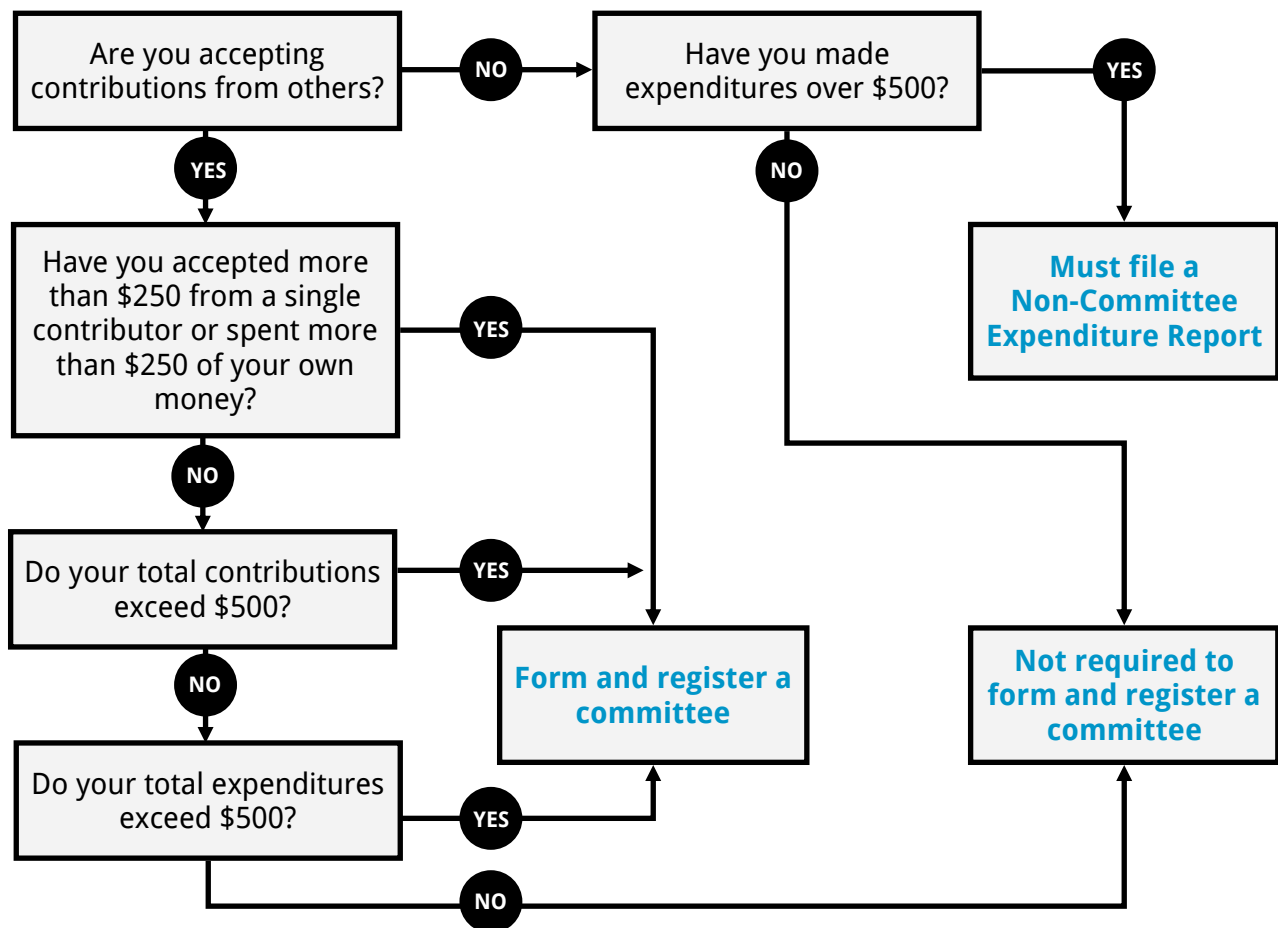 Are you accepting
contributions from others?
NO
Have you made
expenditures over $500?
YES
YES
NO
Have you accepted more
than $250 from a single
contributor or spent more
than $250 of your own
money?
YES
Must file a
Non-Committee
Expenditure Report
NO
Do your total contributions
exceed $500?
YES
NO
Form and register a
committee
Not required to
form and register a
committee
Do your total expenditures
exceed $500?
YES
NO